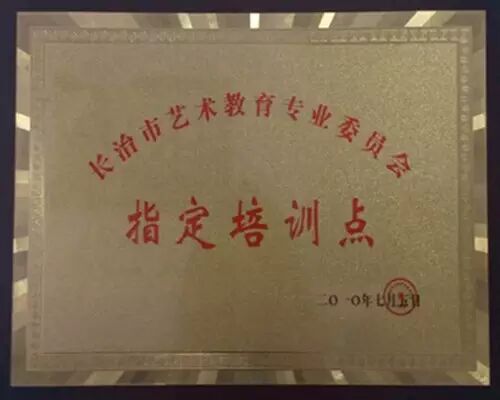 长治市艺术教育专业委员会
指定培训点
二〇一〇年七月五日